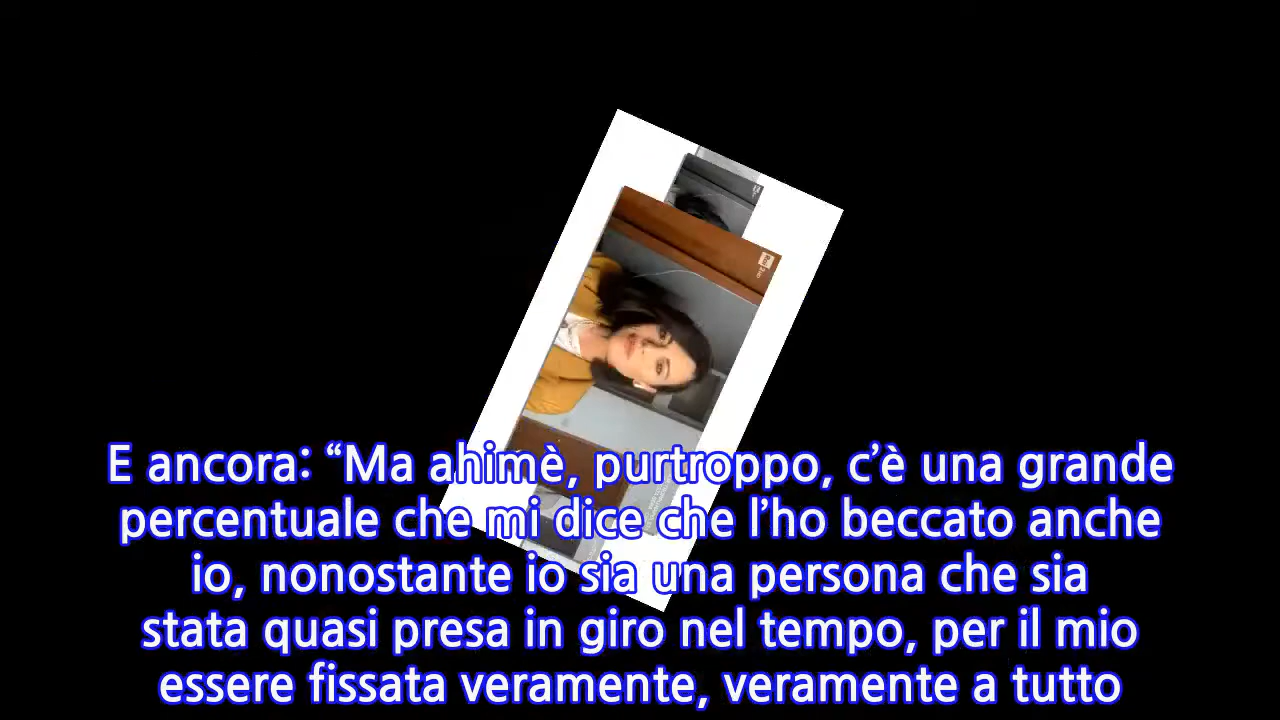 E ancora: “Ma ahimè, purtroppo, c’è una grande
percentuale che mi dice che l’ho beccato anche
io, nonostante io sia una persona che sia
stata quasi presa in giro nel tempo, per il mio
essere fissata veramente, veramente a tutto
Rai